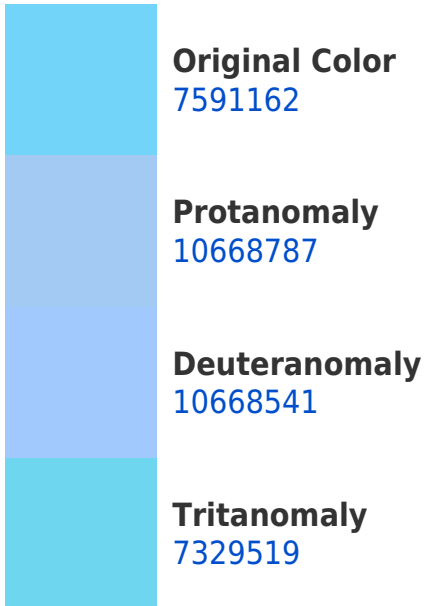 Original Color
7591162
Protanomaly
10668787
Deuteranomaly
10668541
Tritanomaly
7329519